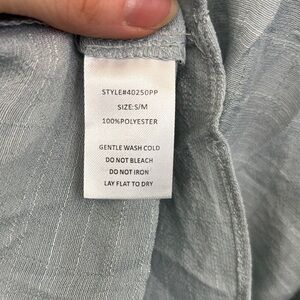 STYLE#40250PP
SIZE:S/M
100%POLYESTER
GENTLE WASH COLD
DO NOT BLEACH
DO NOT IRON
LAY FLAT TO DRY